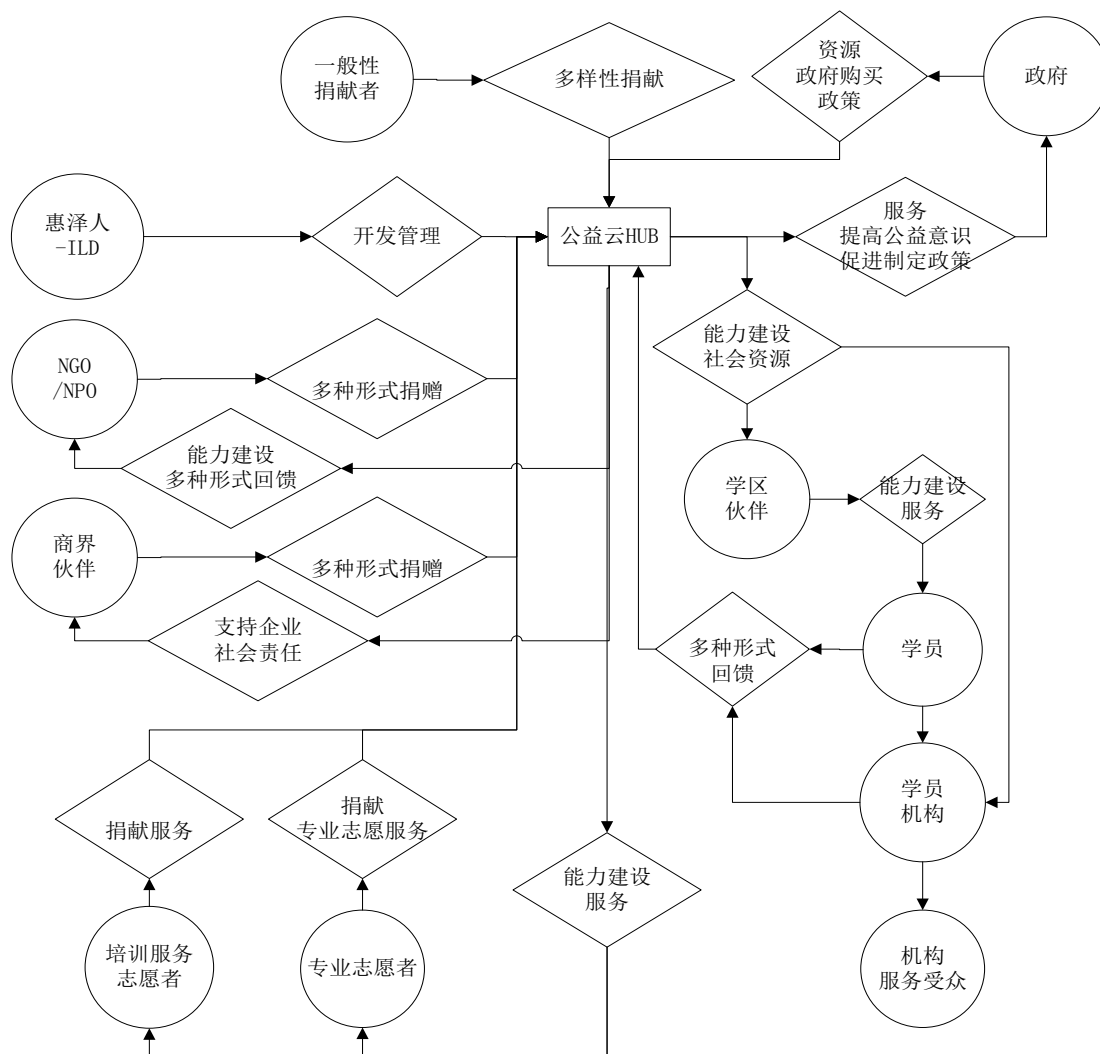 一般性
捐献者
多样性捐献
资源
政府购买
政策
政府
惠泽人
-ILD
开发管理
公益云HUB
服务
提高公益意识
促进制定政策
NGO
/NPO
多种形式捐赠
能力建设
社会资源
能力建设
多种形式回馈
学区
伙伴
能力建设
服务
商界
伙伴
多种形式捐赠
支持企业
社会责任
多种形式
回馈
学员
学员
机构
捐献服务
捐献
专业志愿服务
能力建设
服务
培训服务
志愿者
专业志愿者
机构
服务受众